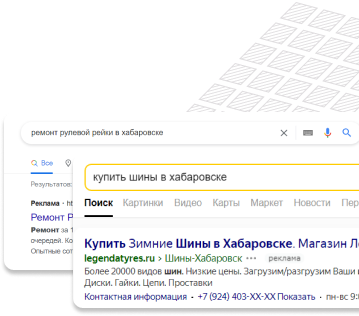 ремонт рулевой рейки в хабаровске
Все
Результатов:
Реклама
Ремонт Р
Ремонт за 1
очередей. Ко
Опытные сот
купить шины в хабаровске
Поиск Картинки Видео Карты Маркет Новости Пер
Купить Зимние Шины в Хабаровске. Магазин Л
legendatyres.ru › Шины-Хабаровск ··· реклама
Более 20000 видов шин. Низкие цены. Загрузим/разгрузим Ваши
Диски. Гайки. Цепи. Проставки
Контактная информация · +7 (924) 403-XX-XX Показать · пн-вс 9: